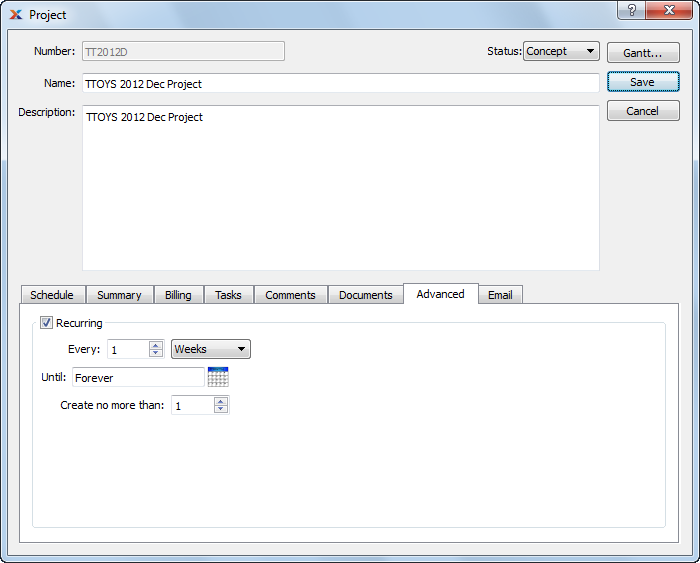 Project
Number: TT2012D Status: Concept Gantt...
Name: TTOYS 2012 Dec Project Save
Description: TTOYS 2012 Dec Project Cancel
Schedule Summary Billing Tasks Comments Documents Advanced Email
Recurring
Every: 1 Weeks
Until: Forever
Create no more than: 1